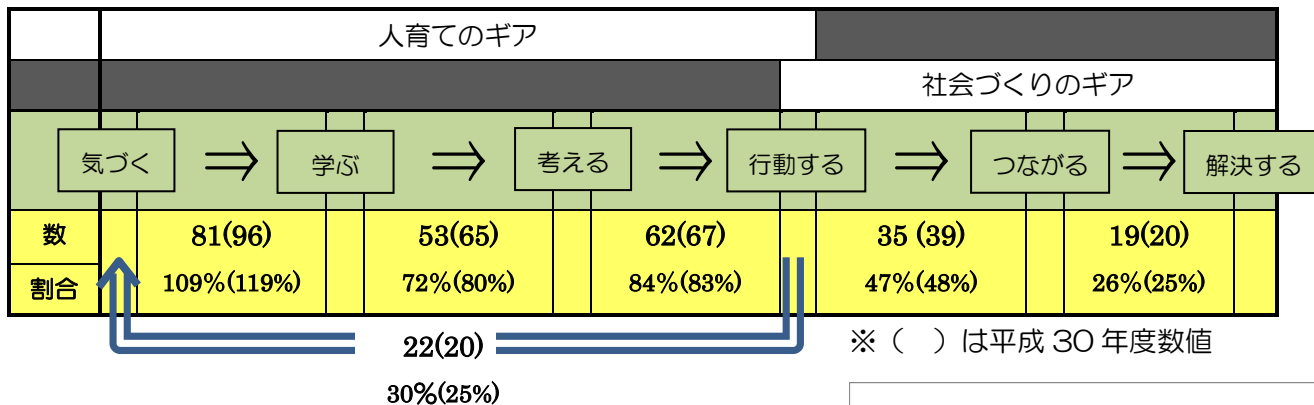 人育てのギア
社会づくりのギア
気づく ⇒ 学ぶ ⇒ 考える ⇒ 行動する ⇒ つながる ⇒ 解決する
数 81(96) 53(65) 62(67) 35 (39) 19(20)
割合 109%(119%) 72%(80%) 84%(83%) 47%(48%) 26%(25%)
22(20)
30%(25%)
※（　）は平成 30 年度数値